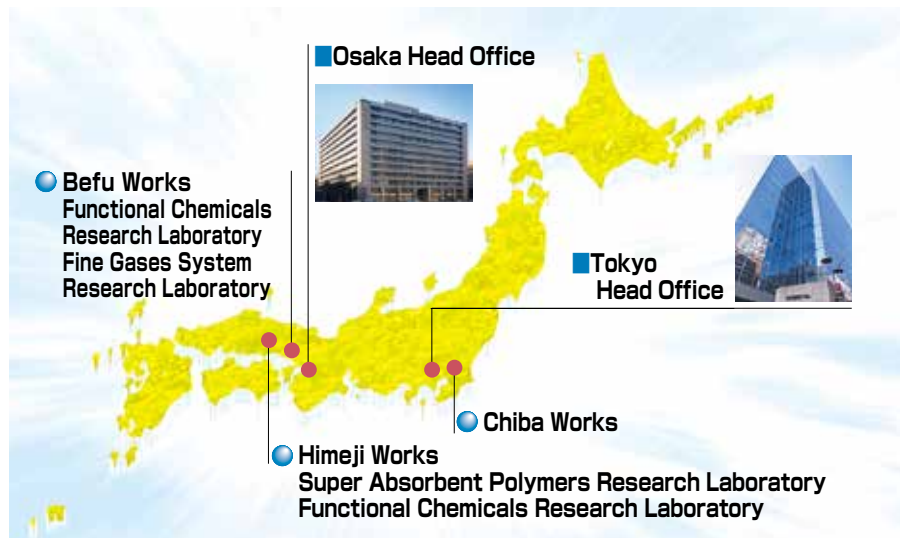 Osaka Head Office
Befu Works
Functional Chemicals
Research Laboratory
Fine Gases System
Research Laboratory
Tokyo
Head Office
Chiba Works
Himeji Works
Super Absorbent Polymers Research Laboratory
Functional Chemicals Research Laboratory